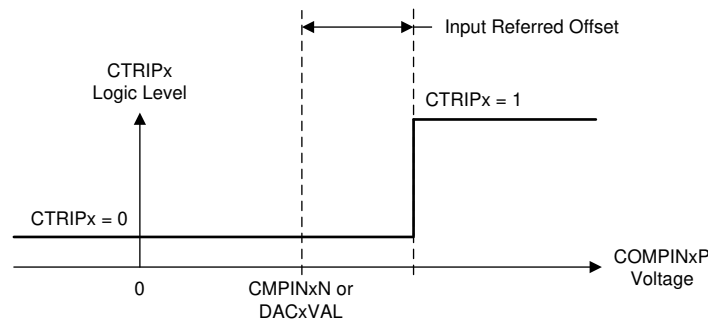 Input Referred Offset
CTRIPx
Logic Level
CTRIPx = 1
CTRIPx = 0
COMPINxP
Voltage
0
CMPINxN or
DACxVAL